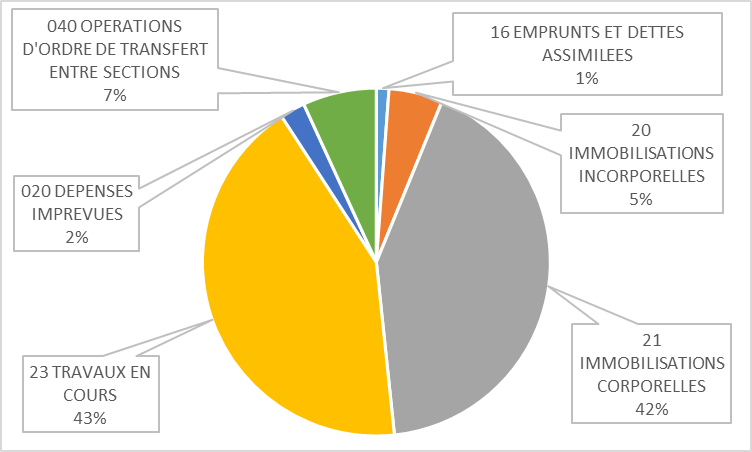 040 OPERATIONS
D'ORDRE DE TRANSFERT
ENTRE SECTIONS
7%
16 EMPRUNTS ET DETTES
ASSIMILEES
1%
20
IMMOBILISATIONS
INCORPORELLES
5%
020 DEPENSES
IMPREVUES
2%
21
IMMOBILISATIONS
CORPORELLES
42%
23 TRAVAUX EN
COURS
43%